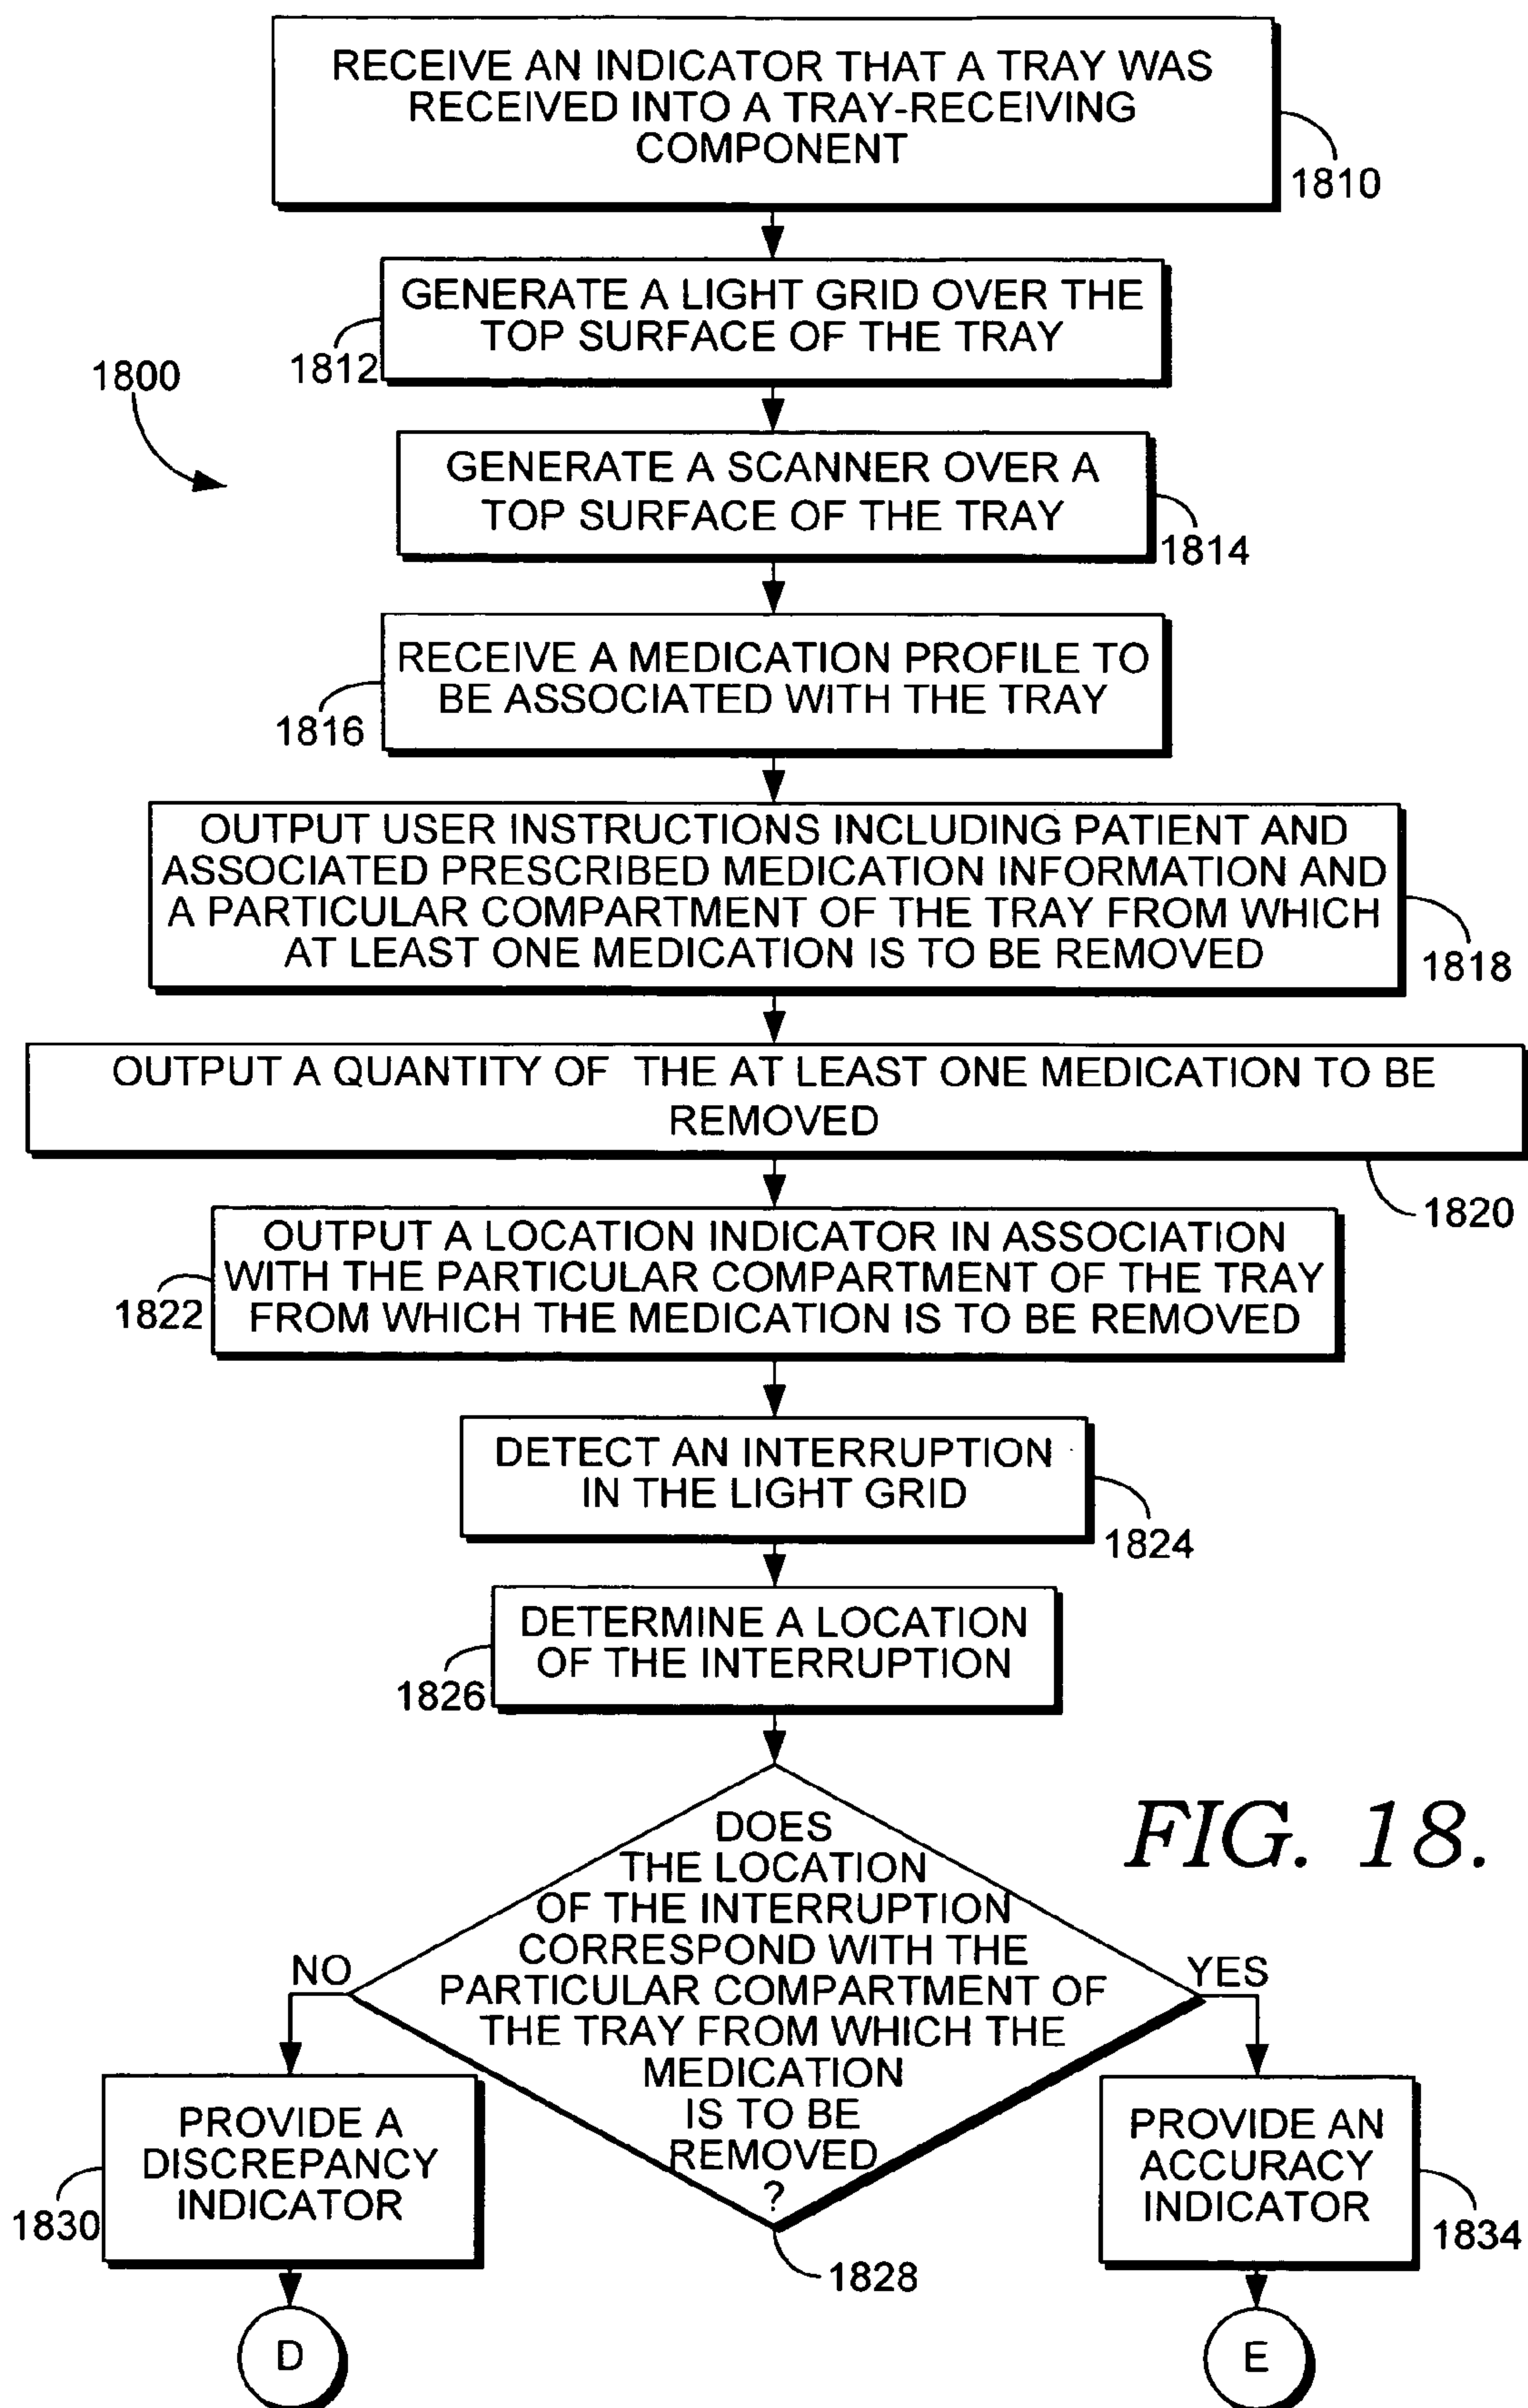 RECEIVE AN INDICATOR THAT A TRAY WAS
RECEIVED INTO A TRAY-RECEIVING
COMPONENT
1810
GENERATE A LIGHT GRID OVER THE
TOP SURFACE OF THE TRAY
1812
1800
GENERATE A SCANNER OVER A
TOP SURFACE OF THE TRAY
1814
RECEIVE A MEDICATION PROFILE TO
BE ASSOCIATED WITH THE TRAY
1816
OUTPUT USER INSTRUCTIONS INCLUDING PATIENT AND
ASSOCIATED PRESCRIBED MEDICATION INFORMATION AND
A PARTICULAR COMPARTMENT OF THE TRAY FROM WHICH
AT LEAST ONE MEDICATION IS TO BE REMOVED
1818
OUTPUT A QUANTITY OF THE AT LEAST ONE MEDICATION TO BE
REMOVED
1820
OUTPUT A LOCATION INDICATOR IN ASSOCIATION
WITH THE PARTICULAR COMPARTMENT OF THE TRAY
FROM WHICH THE MEDICATION IS TO BE REMOVED
1822
DETECT AN INTERRUPTION
IN THE LIGHT GRID
1824
DETERMINE A LOCATION
OF THE INTERRUPTION
1826
FIG. 18.
DOES
THE LOCATION
OF THE INTERRUPTION
CORRESPOND WITH THE
PARTICULAR COMPARTMENT OF
THE TRAY FROM WHICH THE
MEDICATION
IS TO BE
REMOVED
?
1828
NO
YES
PROVIDE A
DISCREPANCY
INDICATOR
1830
PROVIDE AN
ACCURACY
INDICATOR
1834
D
E